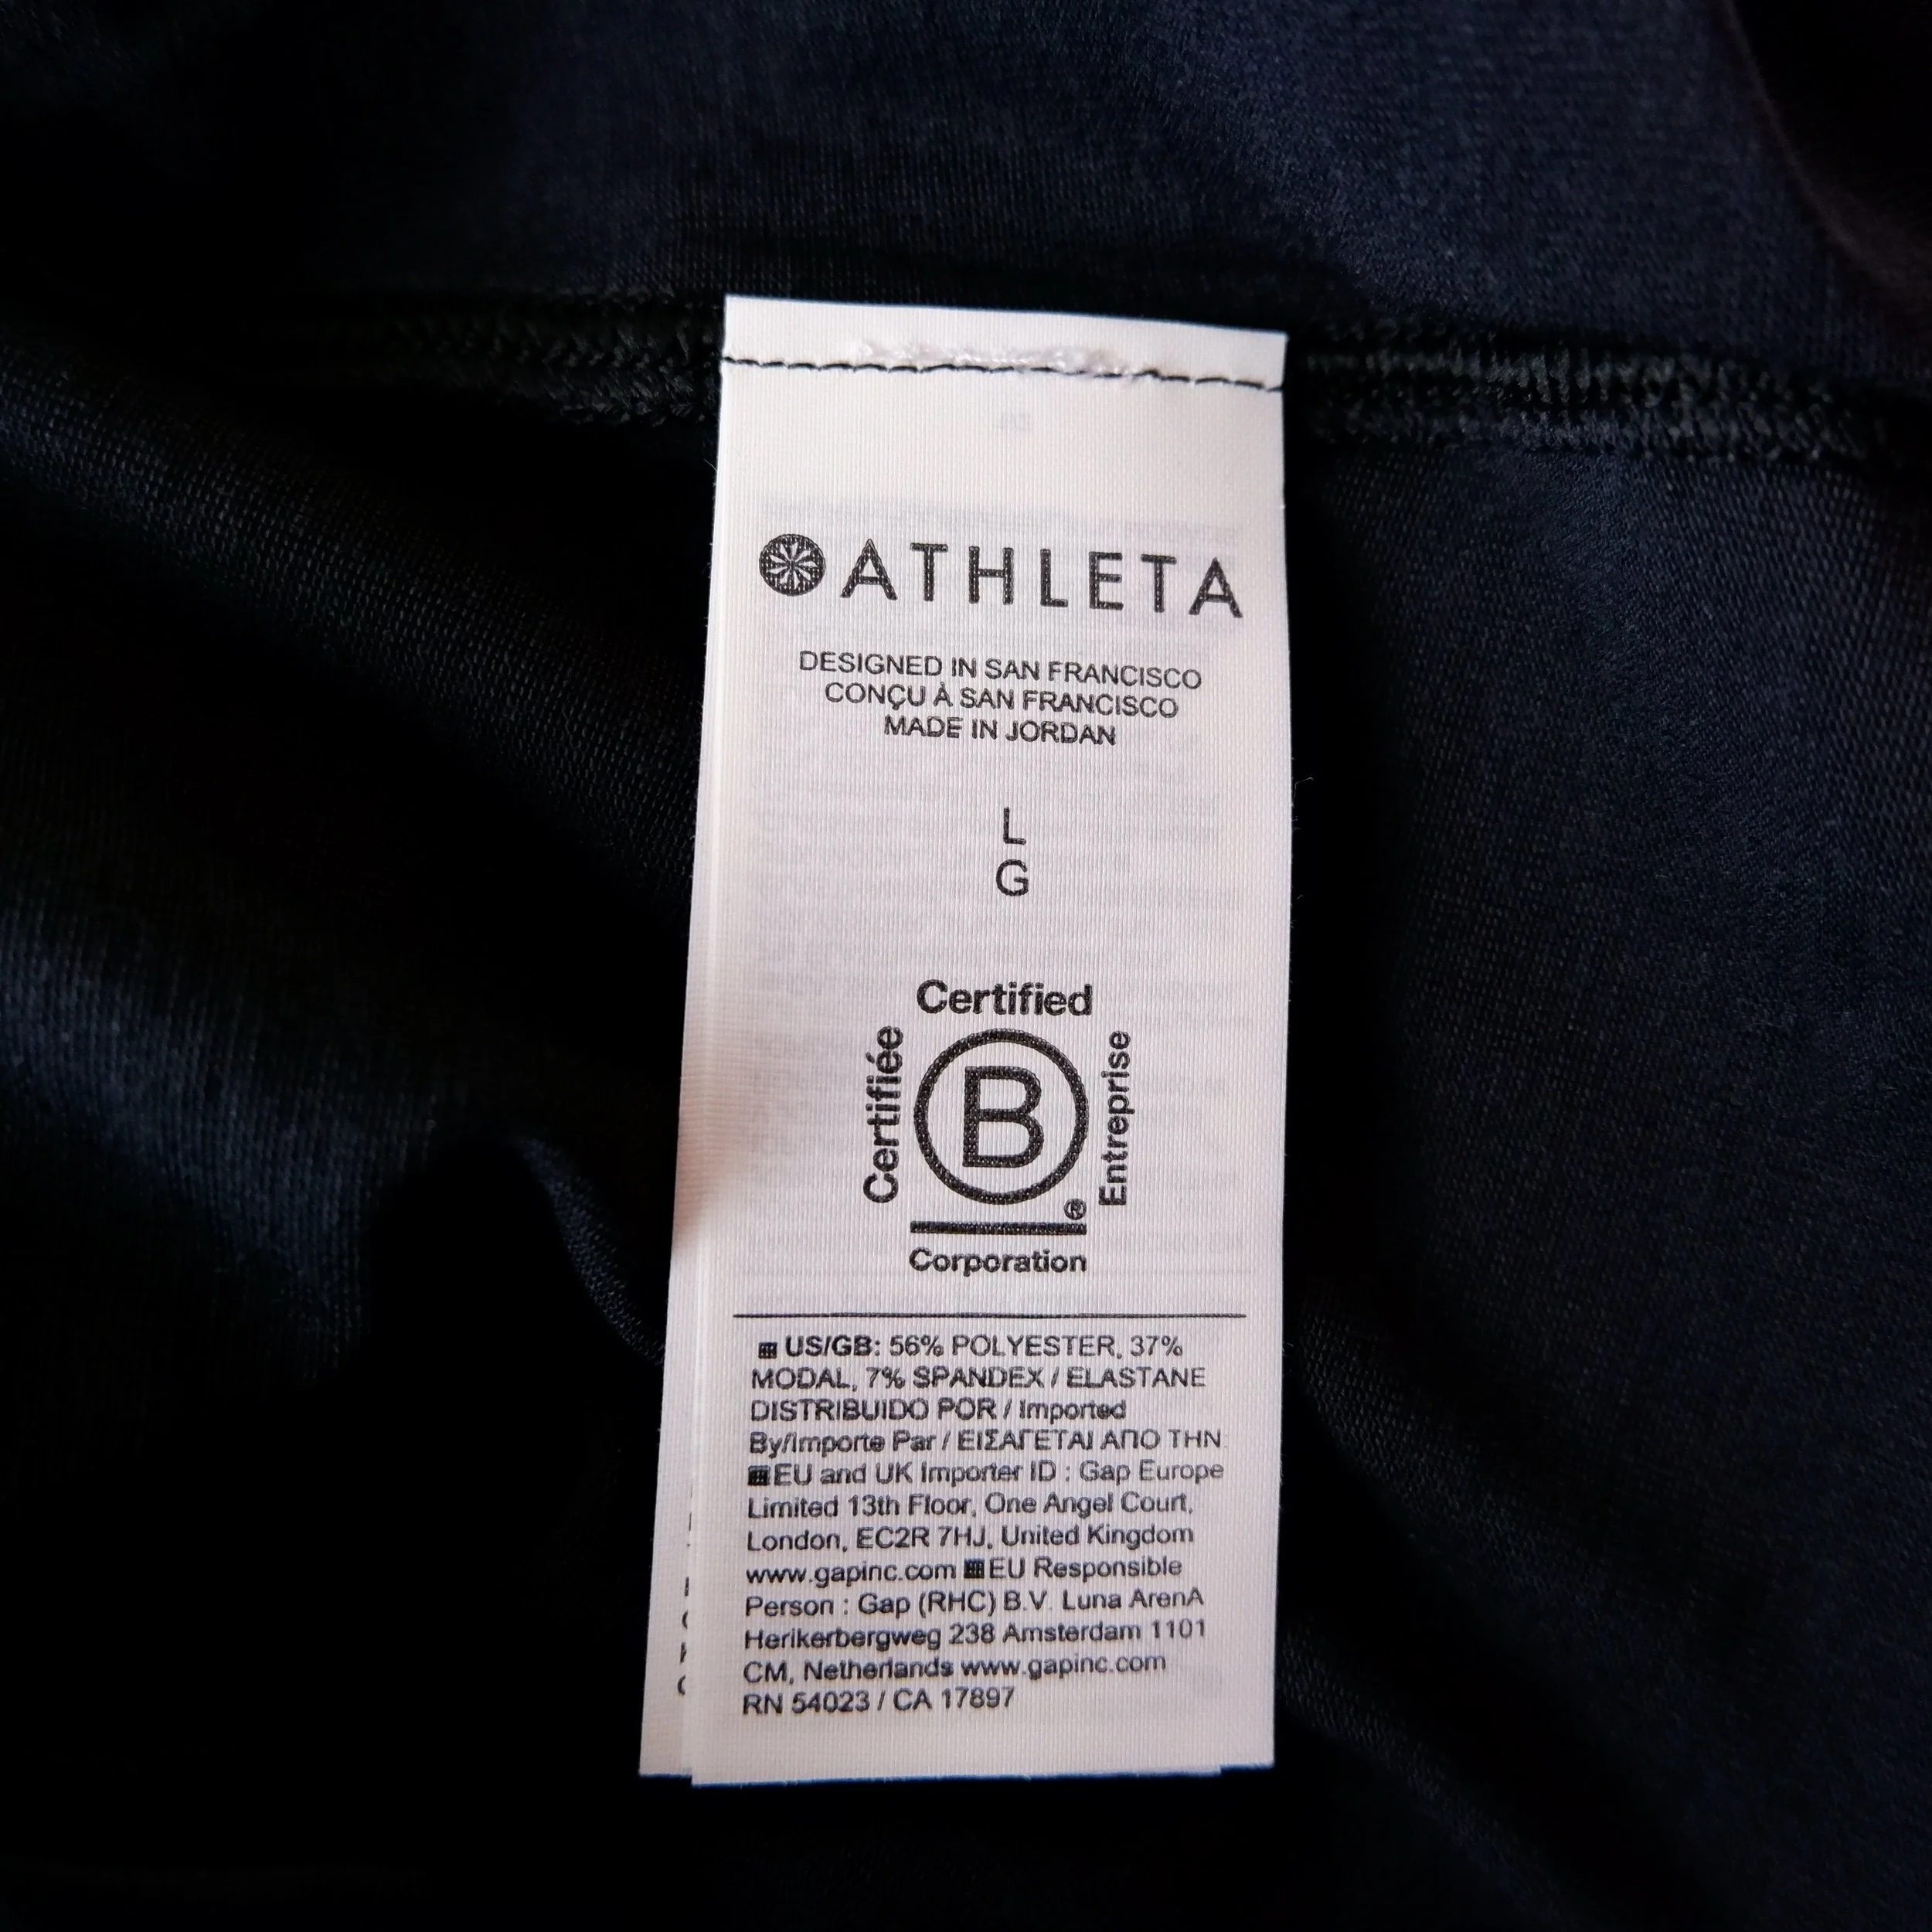 ATHLETA
DESIGNED IN SAN FRANCISCO
CONÇU À SAN FRANCISCO
MADE IN JORDAN
L
G
Certified
Certifiée
B
Entreprise
®
Corporation
US/GB: 56% POLYESTER, 37%
MODAL, 7% SPANDEX / ELASTANE
DISTRIBUIDO POR / Imported
By/Importe Par / ΕΙΣΑΓΕΤΑΙ ΑΠΟ ΤΗΝ
EU and UK Importer ID : Gap Europe
Limited 13th Floor, One Angel Court,
London, EC2R 7HJ, United Kingdom
www.gapinc.com EU Responsible
Person : Gap (RHC) B.V. Luna ArenA
Herikerbergweg 238 Amsterdam 1101
CM, Netherlands www.gapinc.com
RN 54023 / CA 17897